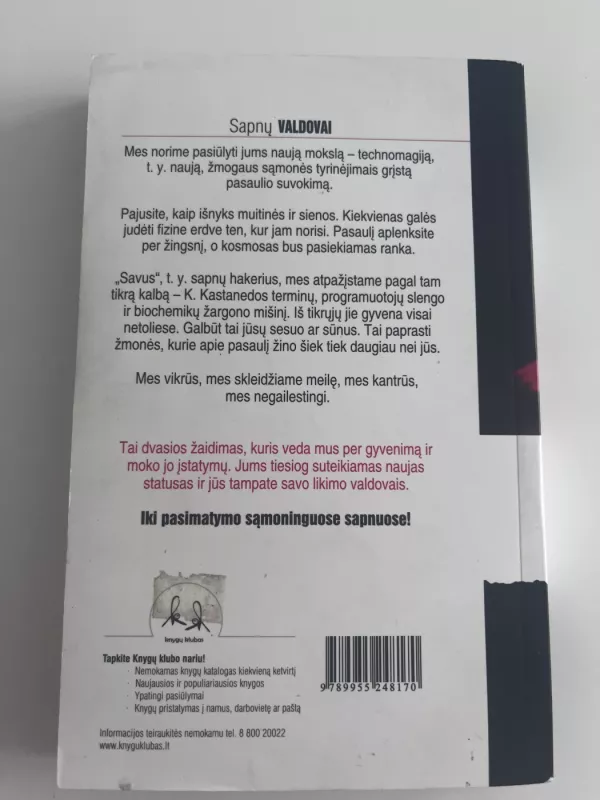 Sapnų VALDOVAI
Mes norime pasiūlyti jums naują mokslą – technomagiją,
t. y. naują, žmogaus sąmonės tyrinėjimais grįstą
pasaulio suvokimą.
Pajusite, kaip išnyks muitinės ir sienos. Kiekvienas galės
judėti fizine erdve ten, kur jam norisi. Pasaulį aplenksite
per žingsnį, o kosmosas bus pasiekiamas ranka.
„Savus“, t. y. sapnų hakerius, mes atpažįstame pagal tam
tikrą kalbą – K. Kastanedos terminų, programuotojų slengo
ir biochemikų žargono mišinį. Iš tikrųjų jie gyvena visai
netoliese. Galbūt tai jūsų sesuo ar sūnus. Tai paprasti
žmonės, kurie apie pasaulį žino šiek tiek daugiau nei jūs.
Mes vikrūs, mes skleidžiame meilę, mes kantrūs,
mes negailestingi.
Tai dvasios žaidimas, kuris veda mus per gyvenimą ir
moko jo įstatymų. Jums tiesiog suteikiamas naujas
statusas ir jūs tampate savo likimo valdovais.
Iki pasimatymo sąmoninguose sapnuose!
knygų klubas
Tapkite Knygų klubo nariu!
· Nemokamas knygų katalogas kiekvieną ketvirtį
· Naujausios ir populiariausios knygos
· Ypatingi pasiūlymai
· Knygų pristatymas į namus, darbovietę ar paštą
Informacijos teiraukitės nemokamu tel. 8 800 20022
www.knyguklubas.lt
9 789955 248170